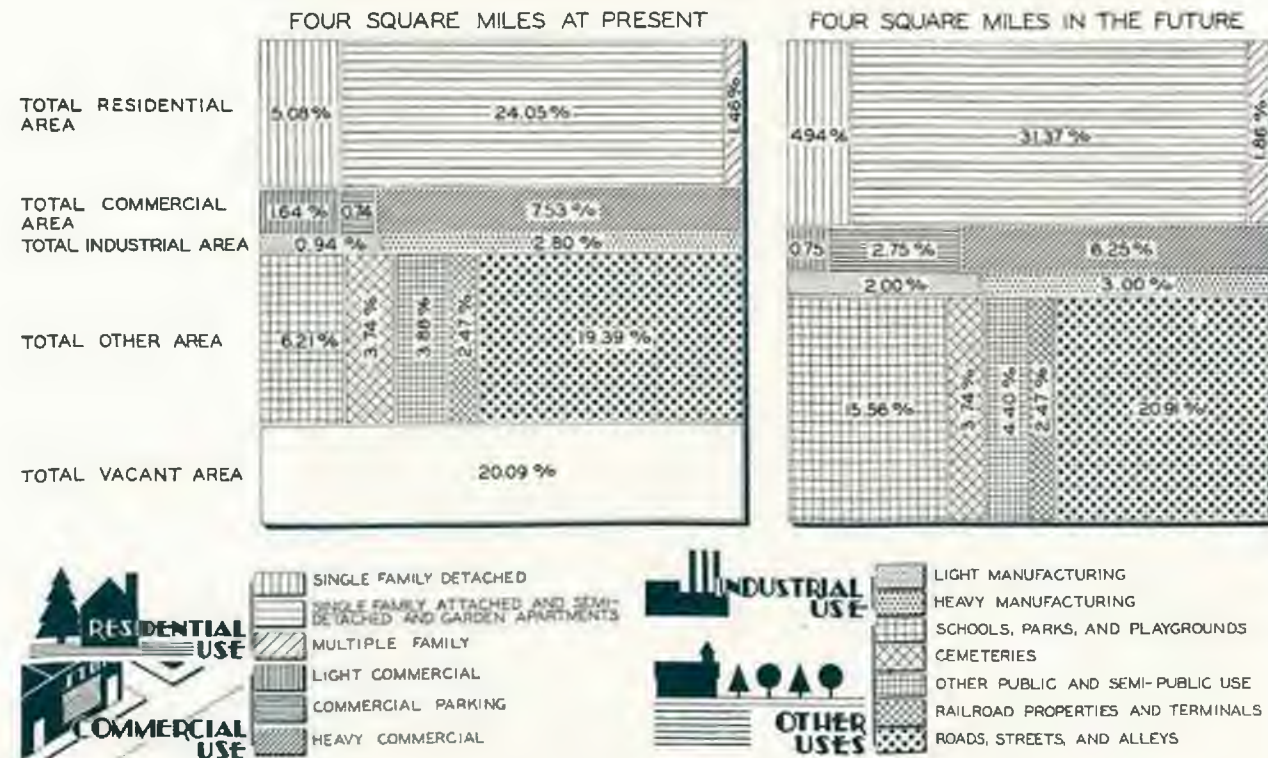 FOUR SQUARE MILES AT PRESENT
FOUR SQUARE MILES IN THE FUTURE
TOTAL RESIDENTIAL
AREA
5.08%
24.05%
1.46%
4.94%
31.37%
1.86%
TOTAL COMMERCIAL
AREA
1.64 %
0.74
7.53 %
0.75
2.75 %
6.25%
TOTAL INDUSTRIAL AREA
0.94 %
2.80 %
2.00 %
3.00 %
TOTAL OTHER AREA
6.21%
3.74 %
3.88%
2.47 %
19.39 %
15.56 %
3.74 %
4.40 %
2.47 %
20.91 %
TOTAL VACANT AREA
20.09 %
RESIDENTIAL
USE
SINGLE FAMILY DETACHED
SINGLE FAMILY ATTACHED AND SEMI-
DETACHED AND GARDEN APARTMENTS
MULTIPLE FAMILY
COMMERCIAL
USE
LIGHT COMMERCIAL
COMMERCIAL PARKING
HEAVY COMMERCIAL
INDUSTRIAL
USE
LIGHT MANUFACTURING
HEAVY MANUFACTURING
OTHER
USES
SCHOOLS, PARKS, AND PLAYGROUNDS
CEMETERIES
OTHER PUBLIC AND SEMI-PUBLIC USE
RAILROAD PROPERTIES AND TERMINALS
ROADS, STREETS, AND ALLEYS